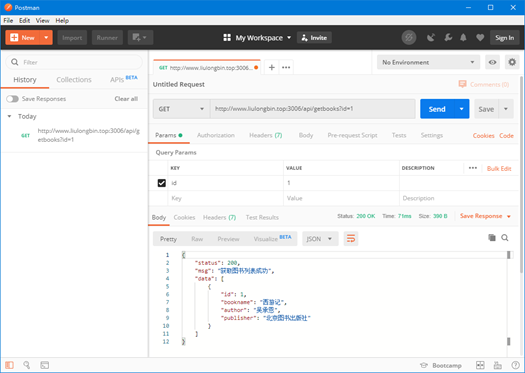 Postman
File Edit View Help
New Import Runner My Workspace Invite Sign In
Filter
History Collections APIs BETA
Save Responses Clear all
Today
GET http://www.liulongbin.top:3006/api/getbooks?id=1
GET http://www.liulongbin.top:3006...
No Environment
Untitled Request
Comments (0)
GET http://www.liulongbin.top:3006/api/getbooks?id=1 Send Save
Params Authorization Headers (7) Body Pre-request Script Tests Settings Cookies Code
Query Params
KEY VALUE DESCRIPTION Bulk Edit
id 1
Key Value Description
Body Cookies Headers (7) Test Results Status: 200 OK Time: 71ms Size: 390 B Save Response
Pretty Raw Preview Visualize BETA JSON
1 {
2 "status": 200,
3 "msg": "获取图书列表成功",
4 "data": [
5 {
6 "id": 1,
7 "bookname": "西游记",
8 "author": "吴承恩",
9 "publisher": "北京图书出版社"
10 }
11 ]
12 }
Bootcamp